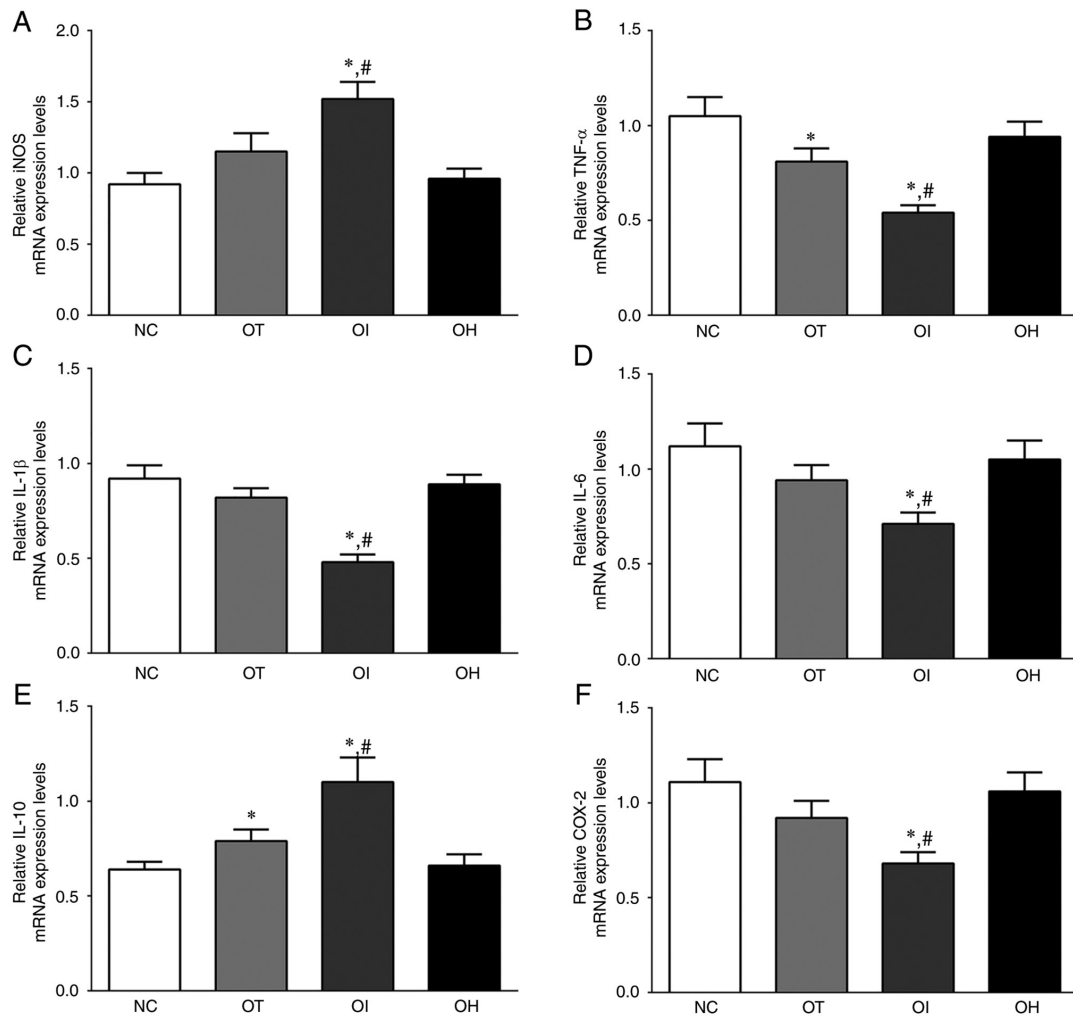 A
Relative iNOS
mRNA expression levels
2.0
1.5
1.0
0.5
0.0
*,#
NC OT OI OH
B
Relative TNF-α
mRNA expression levels
1.5
1.0
0.5
0.0
*
*,#
NC OT OI OH
C
Relative IL-1β
mRNA expression levels
1.5
1.0
0.5
0.0
*,#
NC OT OI OH
D
Relative IL-6
mRNA expression levels
1.5
1.0
0.5
0.0
*,#
NC OT OI OH
E
Relative IL-10
mRNA expression levels
1.5
1.0
0.5
0.0
*
*,#
NC OT OI OH
F
Relative COX-2
mRNA expression levels
1.5
1.0
0.5
0.0
*,#
NC OT OI OH